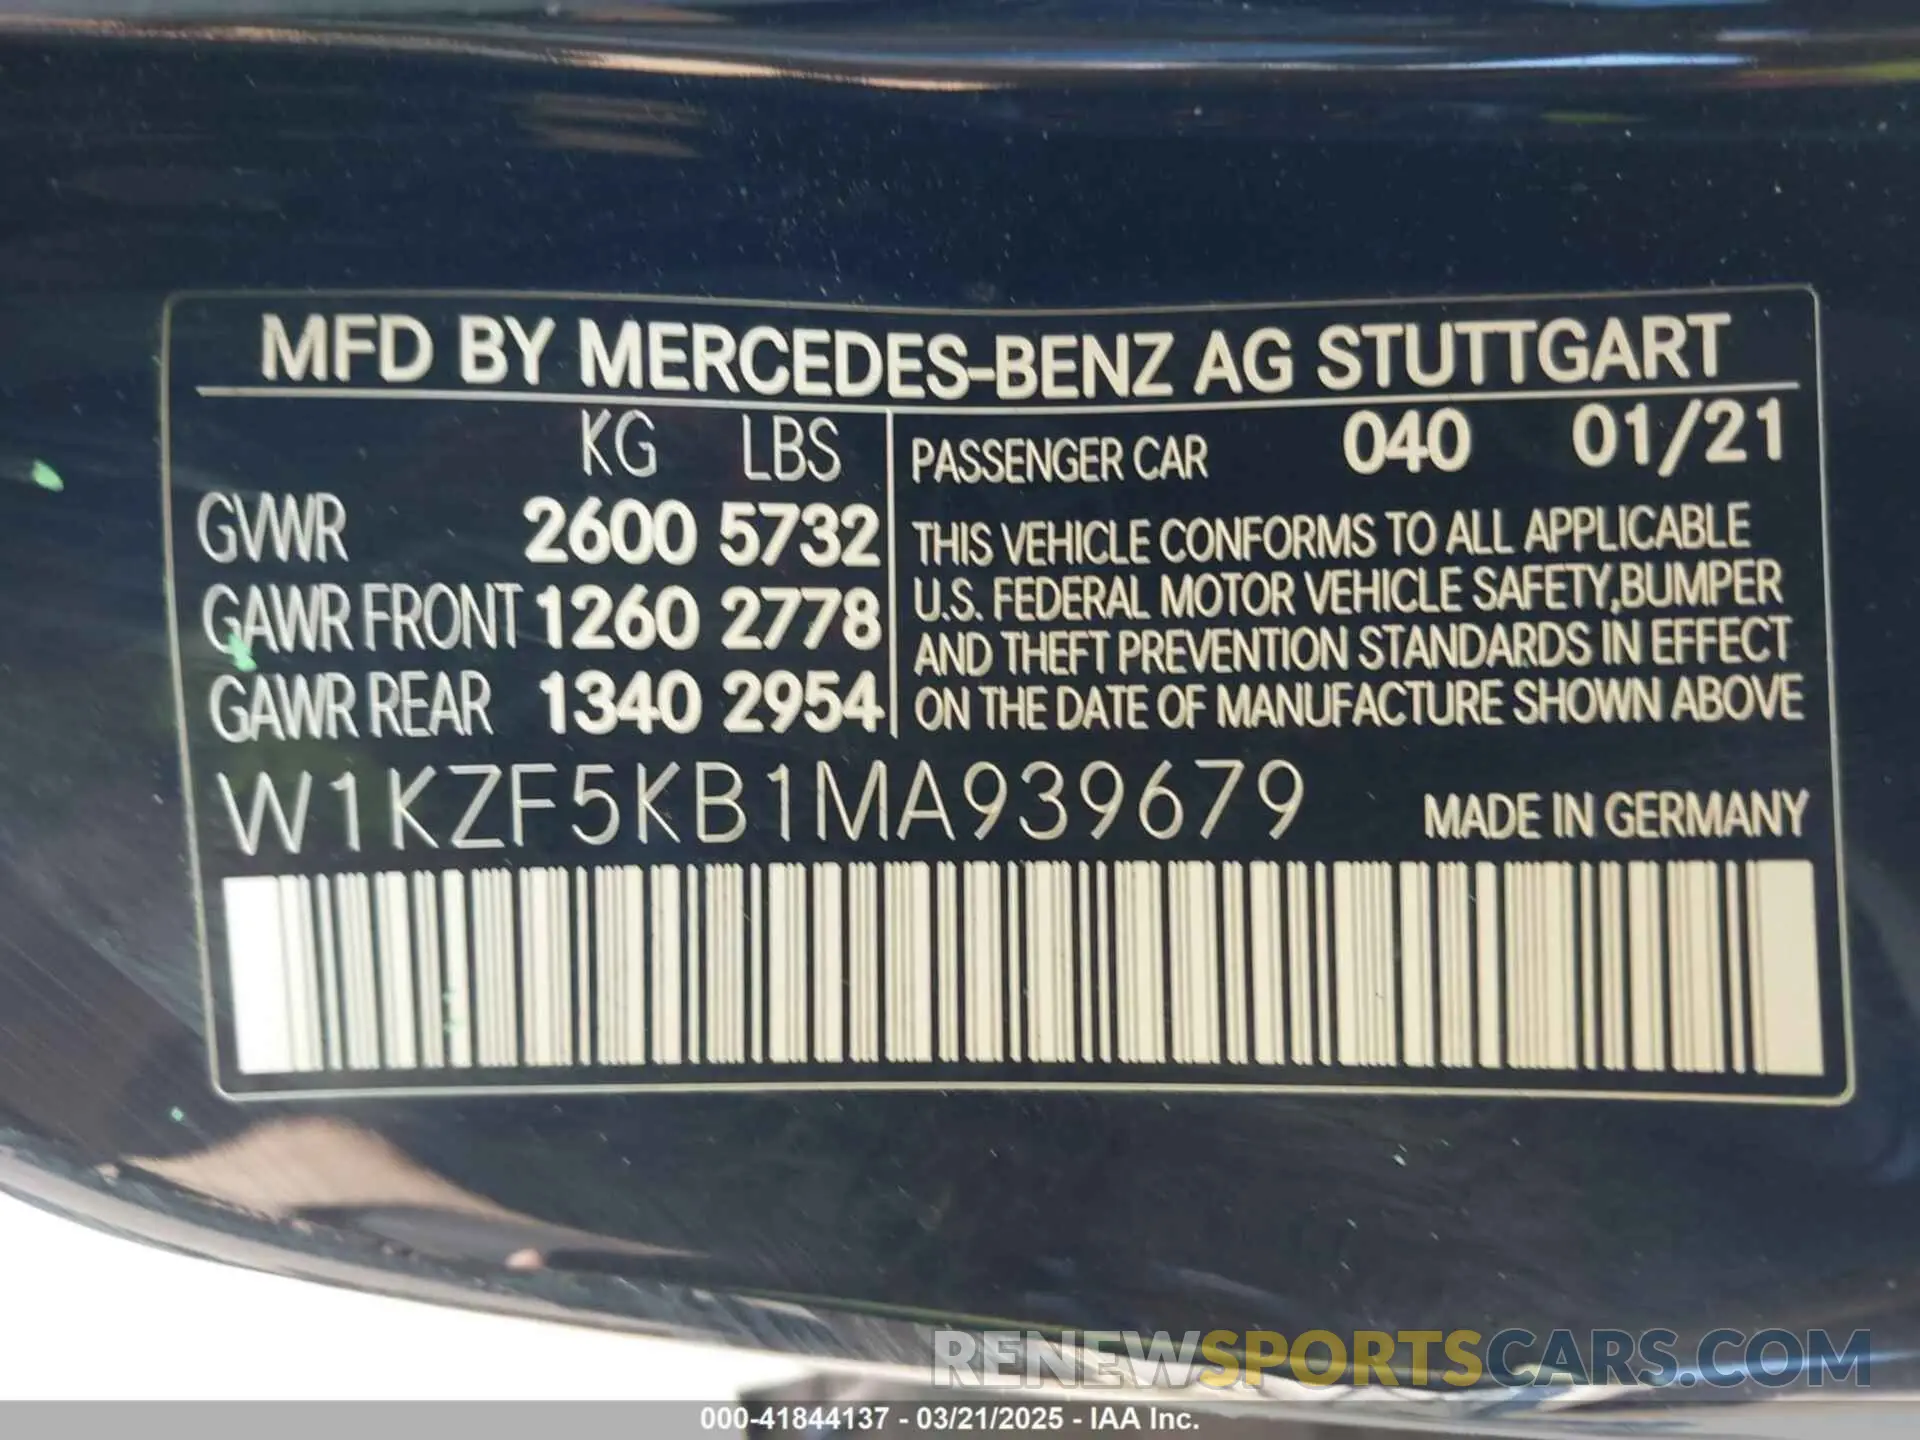 MFD BY MERCEDES-BENZ AG STUTTGART
KG LBS
GVWR 2600 5732
GAWR FRONT 1260 2778
GAWR REAR 1340 2954
PASSENGER CAR 040 01/21
THIS VEHICLE CONFORMS TO ALL APPLICABLE
U.S. FEDERAL MOTOR VEHICLE SAFETY,BUMPER
AND THEFT PREVENTION STANDARDS IN EFFECT
ON THE DATE OF MANUFACTURE SHOWN ABOVE
W1KZF5KB1MA939679 MADE IN GERMANY
RENEWSPORTSCARS.COM
000-41844137 - 03/21/2025 - IAA Inc.